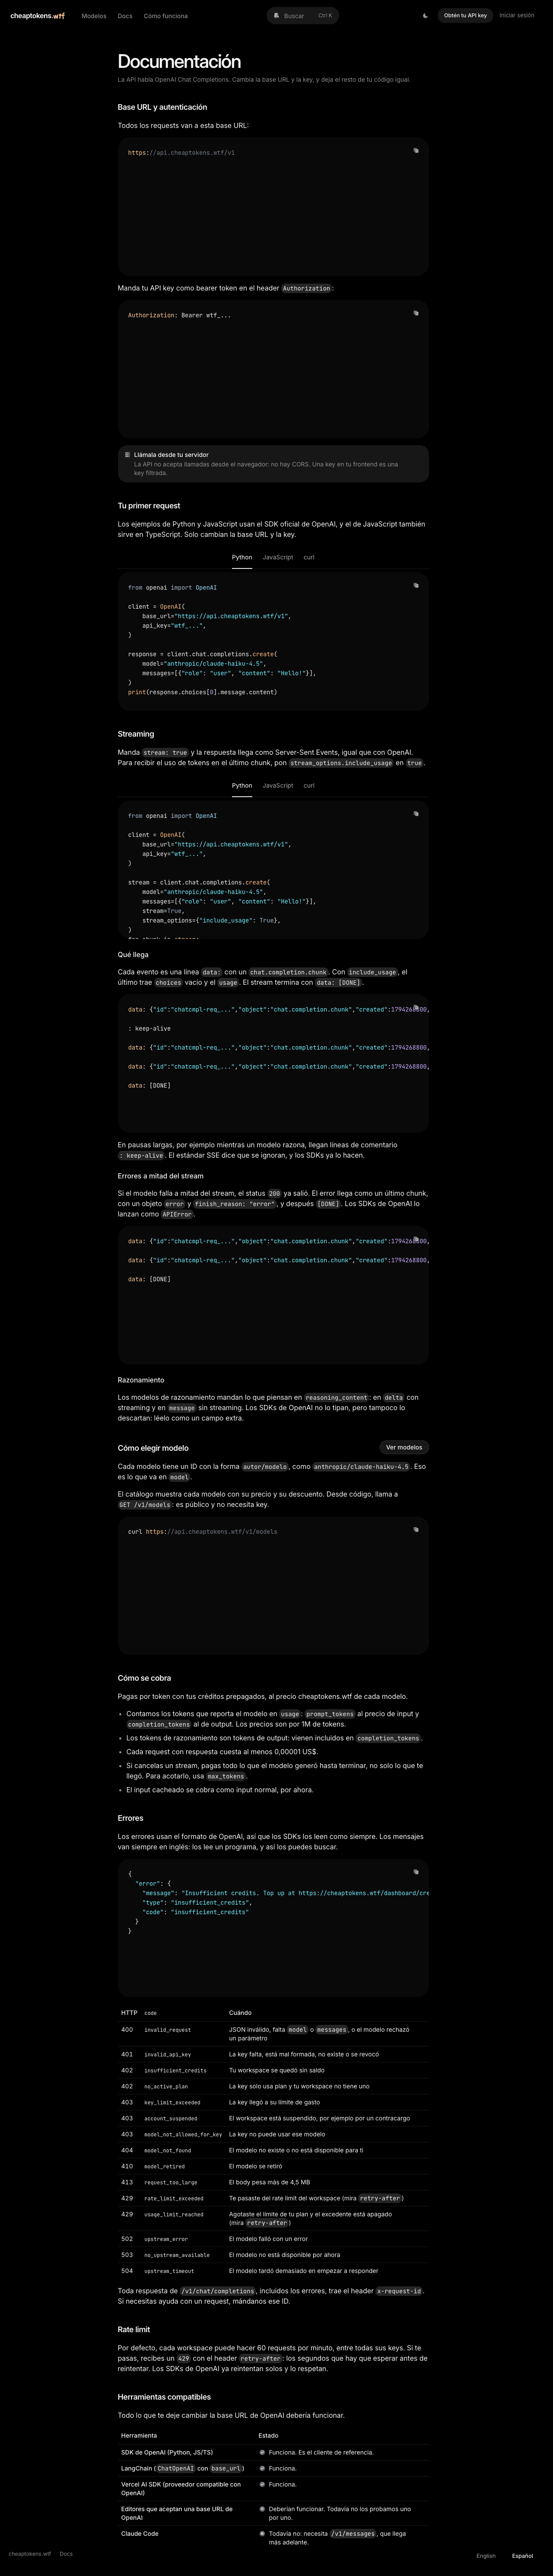 cheaptokens.wtf Modelos Docs Cómo funciona Buscar Ctrl K Obtén tu API key Iniciar sesión
Documentación
La API habla OpenAI Chat Completions. Cambia la base URL y la key, y deja el resto de tu código igual.
Base URL y autenticación
Todos los requests van a esta base URL:
https://api.cheaptokens.wtf/v1
Manda tu API key como bearer token en el header Authorization:
Authorization: Bearer wtf_...
Llámala desde tu servidor
La API no acepta llamadas desde el navegador: no hay CORS. Una key en tu frontend es una
key filtrada.
Tu primer request
Los ejemplos de Python y JavaScript usan el SDK oficial de OpenAI, y el de JavaScript también
sirve en TypeScript. Solo cambian la base URL y la key.
Python JavaScript curl
from openai import OpenAI
client = OpenAI(
base_url="https://api.cheaptokens.wtf/v1",
api_key="wtf_...",
)
response = client.chat.completions.create(
model="anthropic/claude-haiku-4.5",
messages=[{"role": "user", "content": "Hello!"}],
)
print(response.choices[0].message.content)
Streaming
Manda stream: true y la respuesta llega como Server-Sent Events, igual que con OpenAI.
Para recibir el uso de tokens en el último chunk, pon stream_options.include_usage en true.
Python JavaScript curl
from openai import OpenAI
client = OpenAI(
base_url="https://api.cheaptokens.wtf/v1",
api_key="wtf_...",
)
stream = client.chat.completions.create(
model="anthropic/claude-haiku-4.5",
messages=[{"role": "user", "content": "Hello!"}],
stream=True,
stream_options={"include_usage": True},
)
for chunk in stream:
Qué llega
Cada evento es una línea data: con un chat.completion.chunk. Con include_usage, el
último trae choices vacío y el usage. El stream termina con data: [DONE].
data: {"id":"chatcmpl-req_...","object":"chat.completion.chunk","created":1794268800,
: keep-alive
data: {"id":"chatcmpl-req_...","object":"chat.completion.chunk","created":1794268800,
data: {"id":"chatcmpl-req_...","object":"chat.completion.chunk","created":1794268800,
data: [DONE]
En pausas largas, por ejemplo mientras un modelo razona, llegan líneas de comentario
: keep-alive. El estándar SSE dice que se ignoran, y los SDKs ya lo hacen.
Errores a mitad del stream
Si el modelo falla a mitad del stream, el status 200 ya salió. El error llega como un último chunk,
con un objeto error y finish_reason: "error", y después [DONE]. Los SDKs de OpenAI lo
lanzan como APIError.
data: {"id":"chatcmpl-req_...","object":"chat.completion.chunk","created":1794268800,
data: {"id":"chatcmpl-req_...","object":"chat.completion.chunk","created":1794268800,
data: [DONE]
Razonamiento
Los modelos de razonamiento mandan lo que piensan en reasoning_content: en delta con
streaming y en message sin streaming. Los SDKs de OpenAI no lo tipan, pero tampoco lo
descartan: léelo como un campo extra.
Cómo elegir modelo Ver modelos
Cada modelo tiene un ID con la forma autor/modelo, como anthropic/claude-haiku-4.5. Eso
es lo que va en model.
El catálogo muestra cada modelo con su precio y su descuento. Desde código, llama a
GET /v1/models: es público y no necesita key.
curl https://api.cheaptokens.wtf/v1/models
Cómo se cobra
Pagas por token con tus créditos prepagados, al precio cheaptokens.wtf de cada modelo.
• Contamos los tokens que reporta el modelo en usage: prompt_tokens al precio de input y
completion_tokens al de output. Los precios son por 1M de tokens.
• Los tokens de razonamiento son tokens de output: vienen incluidos en completion_tokens.
• Cada request con respuesta cuesta al menos 0,00001 US$.
• Si cancelas un stream, pagas todo lo que el modelo generó hasta terminar, no solo lo que te
llegó. Para acotarlo, usa max_tokens.
• El input cacheado se cobra como input normal, por ahora.
Errores
Los errores usan el formato de OpenAI, así que los SDKs los leen como siempre. Los mensajes
van siempre en inglés: los lee un programa, y así los puedes buscar.
{
"error": {
"message": "Insufficient credits. Top up at https://cheaptokens.wtf/dashboard/cre
"type": "insufficient_credits",
"code": "insufficient_credits"
}
}
HTTP code Cuándo
400 invalid_request JSON inválido, falta model o messages, o el modelo rechazó
un parámetro
401 invalid_api_key La key falta, está mal formada, no existe o se revocó
402 insufficient_credits Tu workspace se quedó sin saldo
402 no_active_plan La key solo usa plan y tu workspace no tiene uno
403 key_limit_exceeded La key llegó a su límite de gasto
403 account_suspended El workspace está suspendido, por ejemplo por un contracargo
403 model_not_allowed_for_key La key no puede usar ese modelo
404 model_not_found El modelo no existe o no está disponible para ti
410 model_retired El modelo se retiró
413 request_too_large El body pesa más de 4,5 MB
429 rate_limit_exceeded Te pasaste del rate limit del workspace (mira retry-after)
429 usage_limit_reached Agotaste el límite de tu plan y el excedente está apagado
(mira retry-after)
502 upstream_error El modelo falló con un error
503 no_upstream_available El modelo no está disponible por ahora
504 upstream_timeout El modelo tardó demasiado en empezar a responder
Toda respuesta de /v1/chat/completions, incluidos los errores, trae el header x-request-id.
Si necesitas ayuda con un request, mándanos ese ID.
Rate limit
Por defecto, cada workspace puede hacer 60 requests por minuto, entre todas sus keys. Si te
pasas, recibes un 429 con el header retry-after: los segundos que hay que esperar antes de
reintentar. Los SDKs de OpenAI ya reintentan solos y lo respetan.
Herramientas compatibles
Todo lo que te deje cambiar la base URL de OpenAI debería funcionar.
Herramienta Estado
SDK de OpenAI (Python, JS/TS) Funciona. Es el cliente de referencia.
LangChain (ChatOpenAI con base_url) Funciona.
Vercel AI SDK (proveedor compatible con
OpenAI) Funciona.
Editores que aceptan una base URL de
OpenAI Deberían funcionar. Todavía no los probamos uno
por uno.
Claude Code Todavía no: necesita /v1/messages, que llega
más adelante.
cheaptokens.wtf Docs English Español